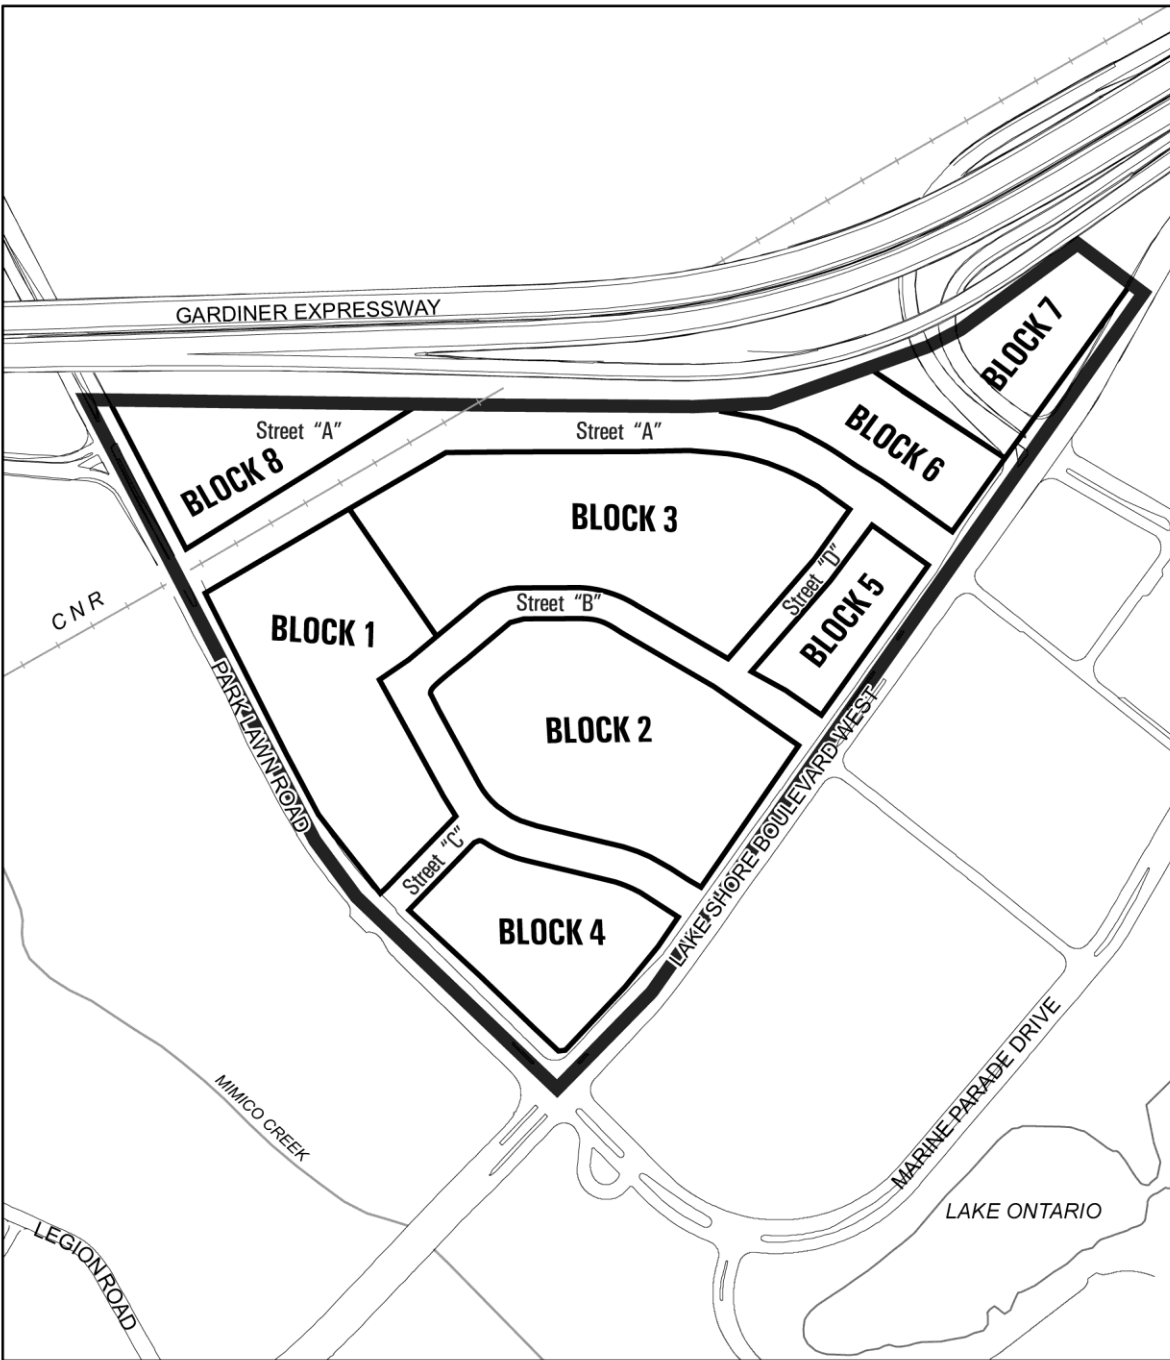 GARDINER EXPRESSWAY
BLOCK 7
Street “A”
Street “A”
BLOCK 6
BLOCK 8
BLOCK 3
Street “D”
CNR
Street “B”
BLOCK 5
BLOCK 1
PARK LAWN ROAD
BLOCK 2
LAKE SHORE BOULEVARD WEST
Street “C”
BLOCK 4
MIMICO CREEK
MARINE PARADE DRIVE
LAKE ONTARIO
LEGION ROAD